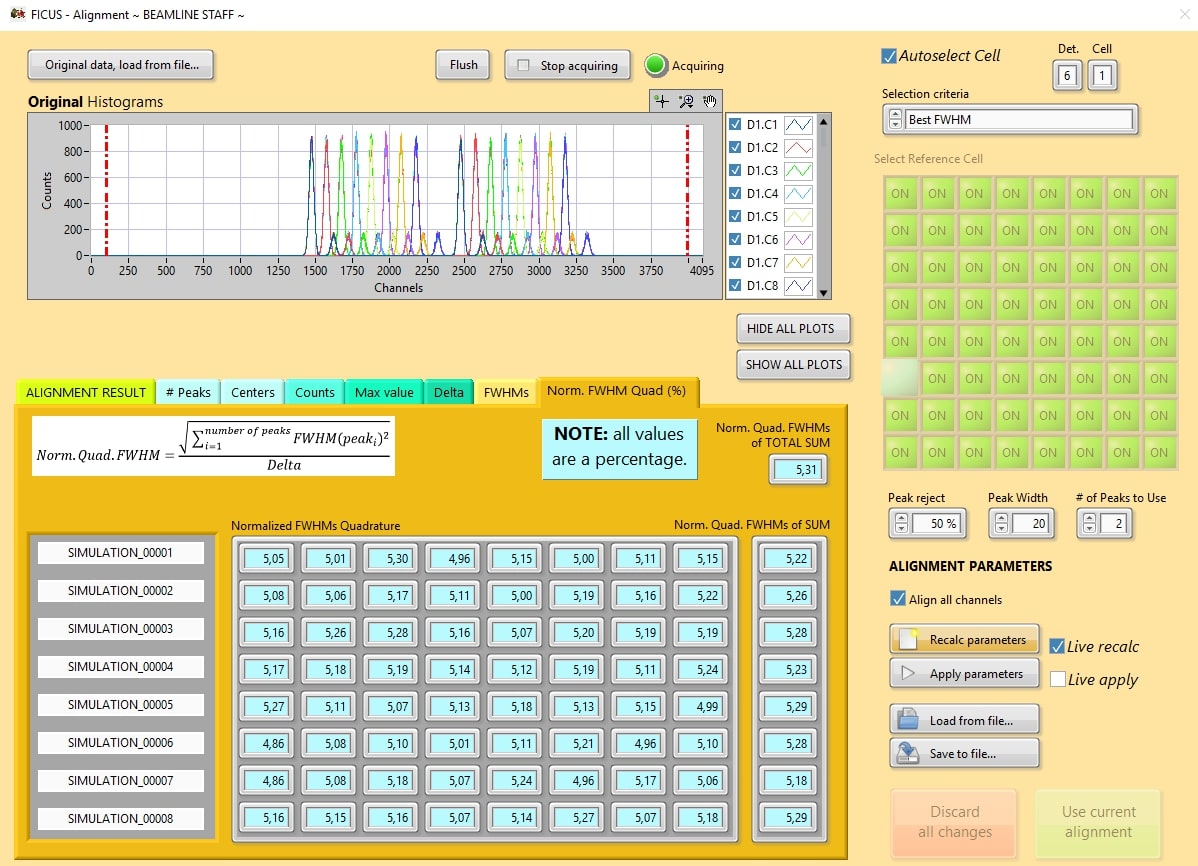 FICUS - Alignment ~ BEAMLINE STAFF ~
Original data, load from file...
Flush
Stop acquiring
Acquiring
Original Histograms
1000
800
600
400
200
0
Counts
0 250 500 750 1000 1250 1500 1750 2000 2250 2500 2750 3000 3250 3500 3750 4095
Channels
D1.C1
D1.C2
D1.C3
D1.C4
D1.C5
D1.C6
D1.C7
D1.C8
HIDE ALL PLOTS
SHOW ALL PLOTS
Autoselect Cell
Det. Cell
6 1
Selection criteria
Best FWHM
Select Reference Cell
ON ON ON ON ON ON ON ON
ON ON ON ON ON ON ON ON
ON ON ON ON ON ON ON ON
ON ON ON ON ON ON ON ON
ON ON ON ON ON ON ON ON
ON ON ON ON ON ON ON
ON ON ON ON ON ON ON ON
ON ON ON ON ON ON ON ON
Peak reject Peak Width # of Peaks to Use
50 % 20 2
ALIGNMENT PARAMETERS
Align all channels
Recalc parameters
Live recalc
Apply parameters
Live apply
Load from file...
Save to file...
Discard
all changes
Use current
alignment
ALIGNMENT RESULT # Peaks Centers Counts Max value Delta FWHMs Norm. FWHM Quad (%)
Norm. Quad. FWHM = √(∑ i=1 number of peaks FWHM(peak i)²) / Delta
NOTE: all values
are a percentage.
Norm. Quad. FWHMs
of TOTAL SUM
5,31
Normalized FWHMs Quadrature
Norm. Quad. FWHMs of SUM
SIMULATION_00001 5,05 5,01 5,30 4,96 5,15 5,00 5,11 5,15 5,22
SIMULATION_00002 5,08 5,06 5,17 5,11 5,00 5,19 5,16 5,22 5,26
SIMULATION_00003 5,16 5,26 5,28 5,16 5,07 5,20 5,19 5,19 5,28
SIMULATION_00004 5,17 5,18 5,19 5,14 5,12 5,19 5,11 5,24 5,23
SIMULATION_00005 5,27 5,11 5,07 5,13 5,18 5,13 5,15 4,99 5,29
SIMULATION_00006 4,86 5,08 5,10 5,01 5,11 5,21 4,96 5,10 5,28
SIMULATION_00007 4,86 5,08 5,18 5,07 5,24 4,96 5,17 5,06 5,18
SIMULATION_00008 5,16 5,15 5,16 5,07 5,14 5,27 5,07 5,18 5,29